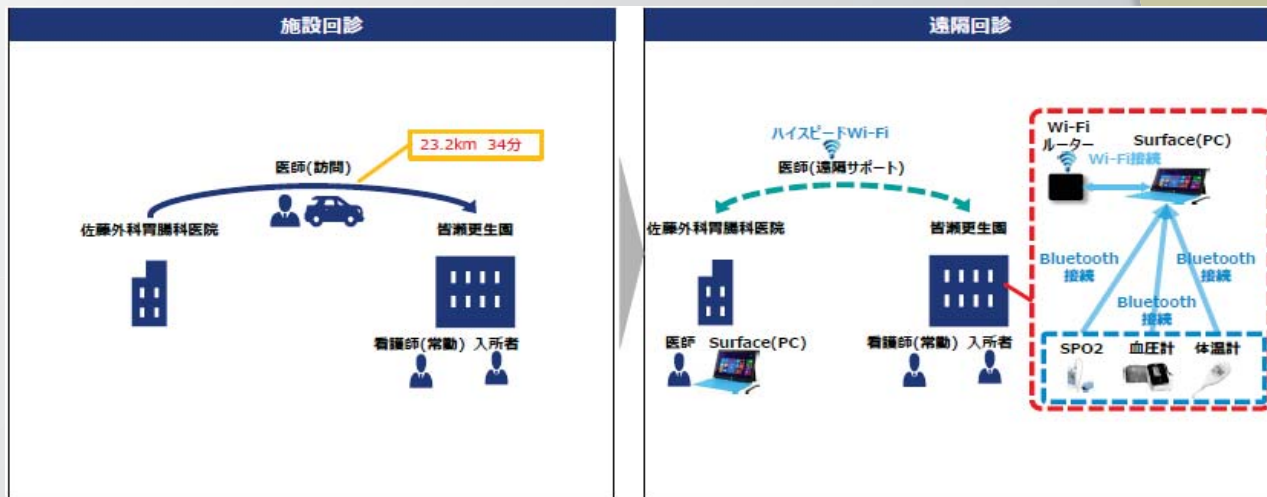 施設回診
23.2km 34分
医師(訪問)
佐藤外科胃腸科医院
皆瀬更生園
看護師(常勤) 入所者
遠隔回診
ハイスピードWi-Fi
医師(遠隔サポート)
佐藤外科胃腸科医院
皆瀬更生園
医師 Surface(PC)
看護師(常勤) 入所者
Wi-Fi
ルーター
Surface(PC)
Wi-Fi接続
Bluetooth
接続
Bluetooth
接続
Bluetooth
接続
SPO2 血圧計 体温計